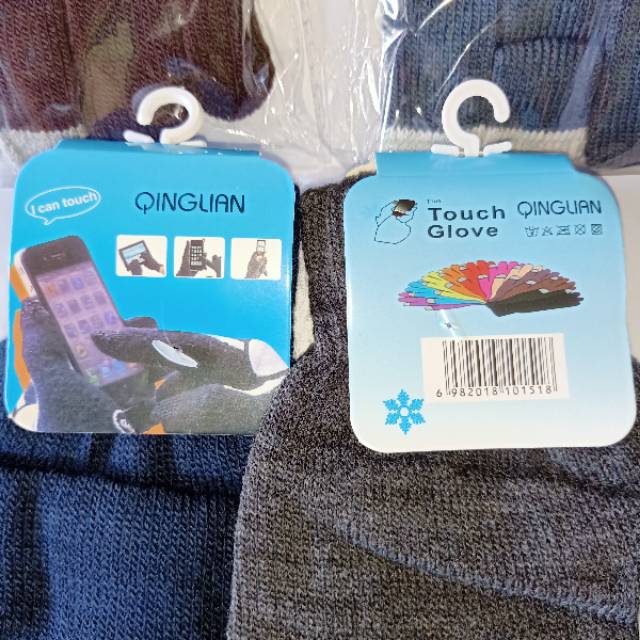 I can touch
QINGLIAN
The
Touch
Glove
QINGLIAN
6 982018 101518